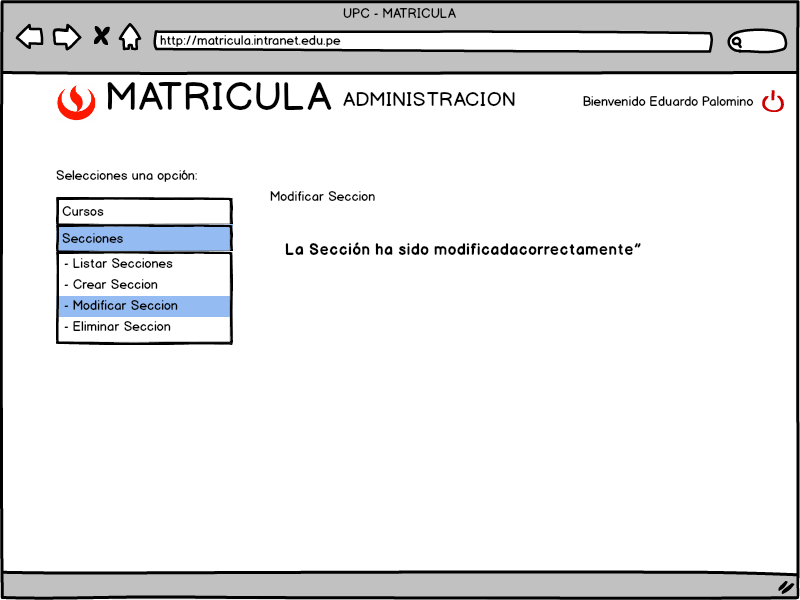 UPC - MATRICULA
http://matricula.intranet.edu.pe
MATRICULA ADMINISTRACION
Bienvenido Eduardo Palomino
Selecciones una opción:
Cursos
Secciones
- Listar Secciones
- Crear Seccion
- Modificar Seccion
- Eliminar Seccion
Modificar Seccion
La Sección ha sido modificadacorrectamente”